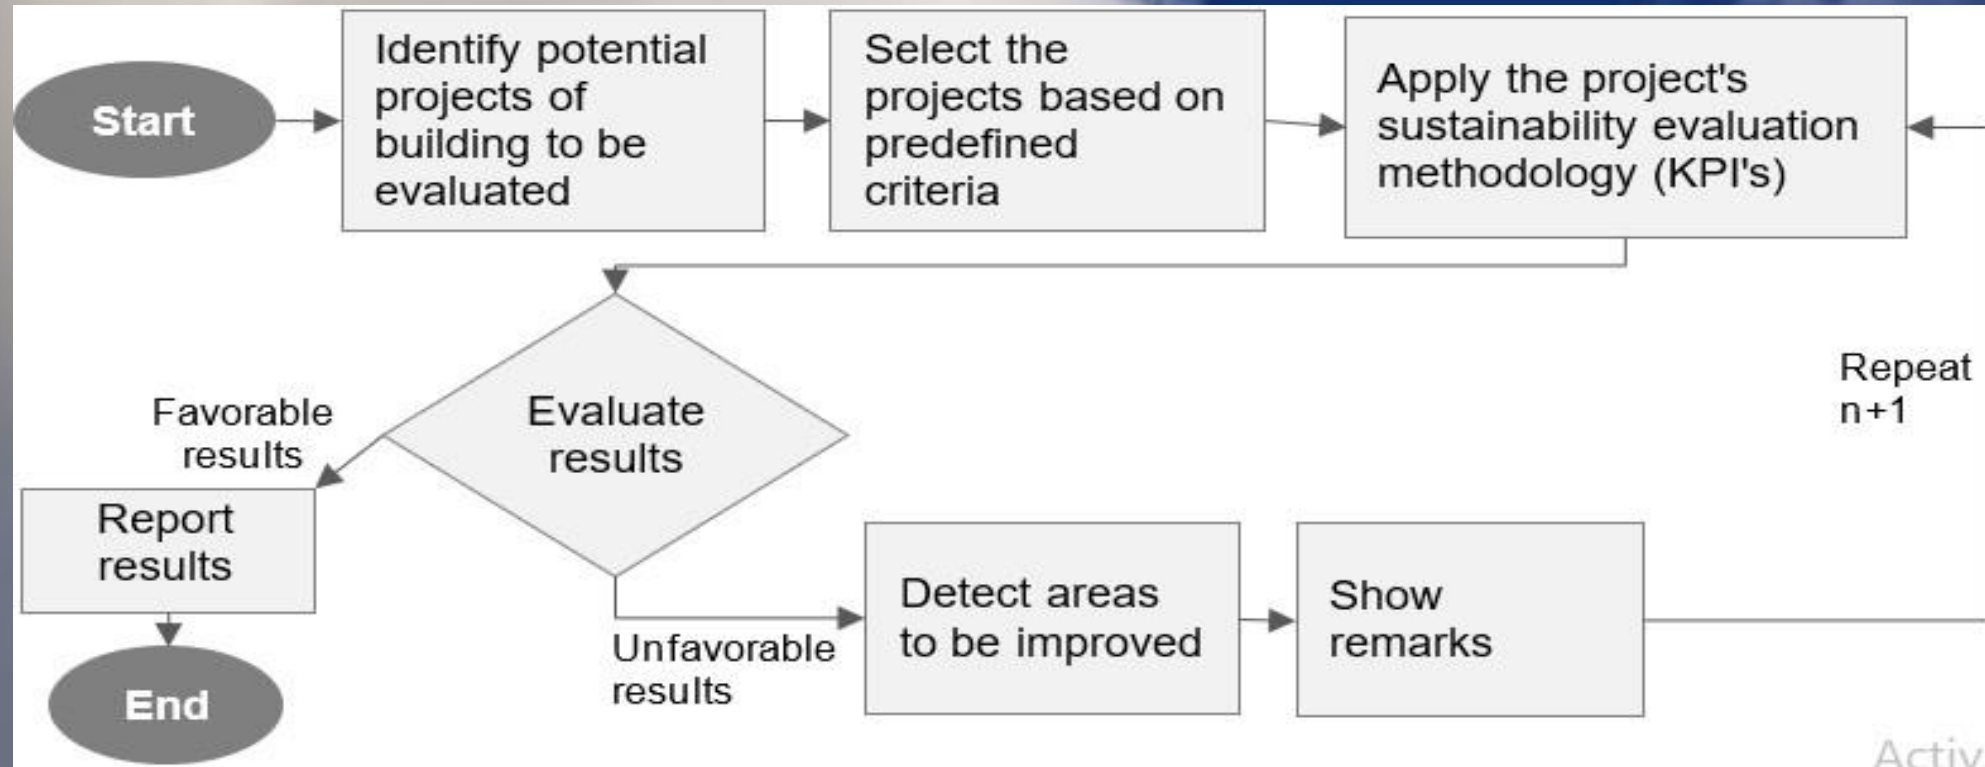 Start
Identify potential
projects of
building to be
evaluated
Select the
projects based on
predefined
criteria
Apply the project's
sustainability evaluation
methodology (KPI's)
Repeat
n+1
Evaluate
results
Favorable
results
Report
results
End
Unfavorable
results
Detect areas
to be improved
Show
remarks
Activ